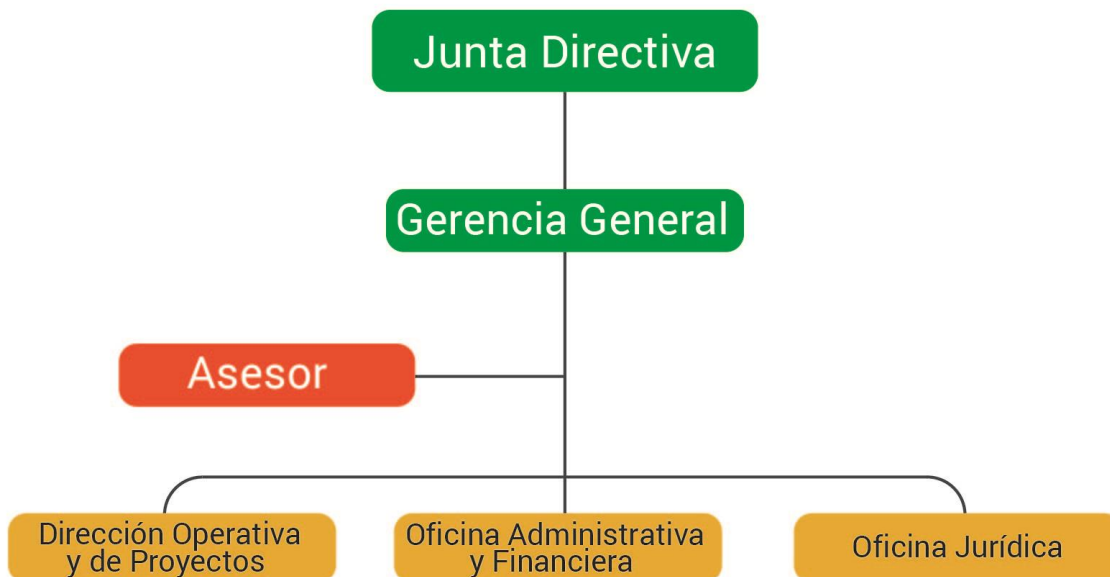 Junta Directiva
Gerencia General
Asesor
Dirección Operativa
y de Proyectos
Oficina Administrativa
y Financiera
Oficina Jurídica